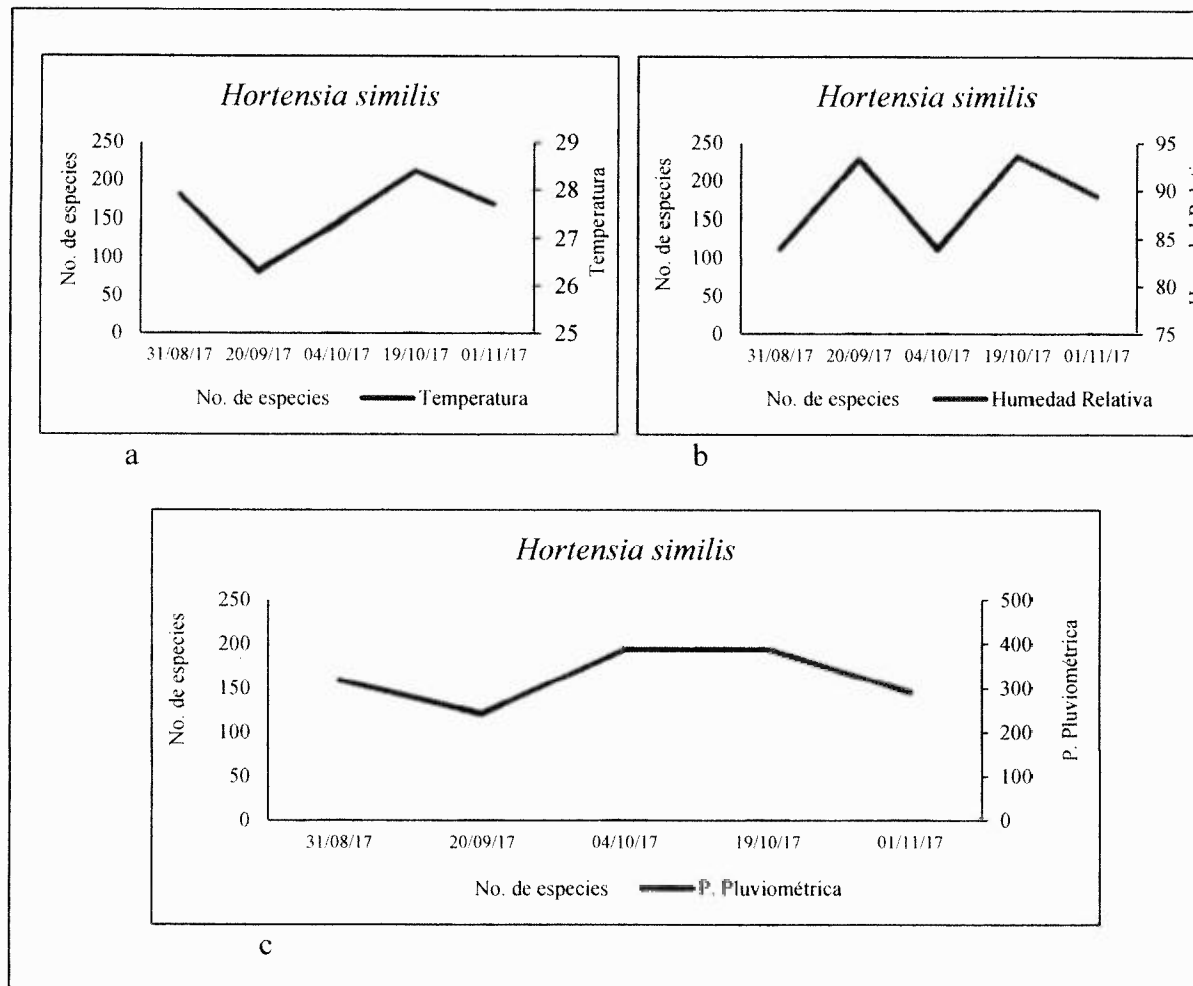 Hortensia similis
No. de especies
250
200
150
100
50
0
29
28
27
26
25
Temperatura
31/08/17 20/09/17 04/10/17 19/10/17 01/11/17
No. de especies Temperatura
a
Hortensia similis
No. de especies
250
200
150
100
50
0
95
90
85
80
75
31/08/17 20/09/17 04/10/17 19/10/17 01/11/17
No. de especies Humedad Relativa
b
Hortensia similis
No. de especies
250
200
150
100
50
0
500
400
300
200
100
0
P. Pluviométrica
31/08/17 20/09/17 04/10/17 19/10/17 01/11/17
No. de especies P. Pluviométrica
c